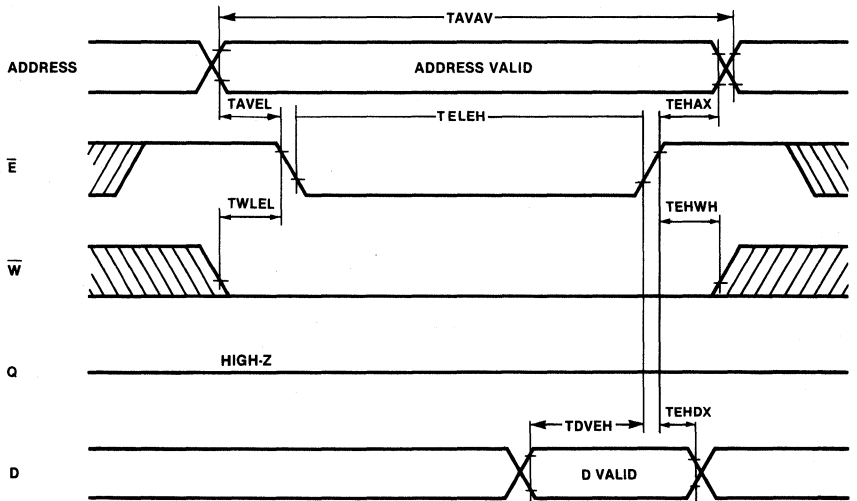 TAVAV
ADDRESS
ADDRESS VALID
TAVEL
TELEH
TEHAX
E̅
TWLEL
TEHWH
W̅
HIGH-Z
Q
TDVEH
TEHDX
D
D VALID